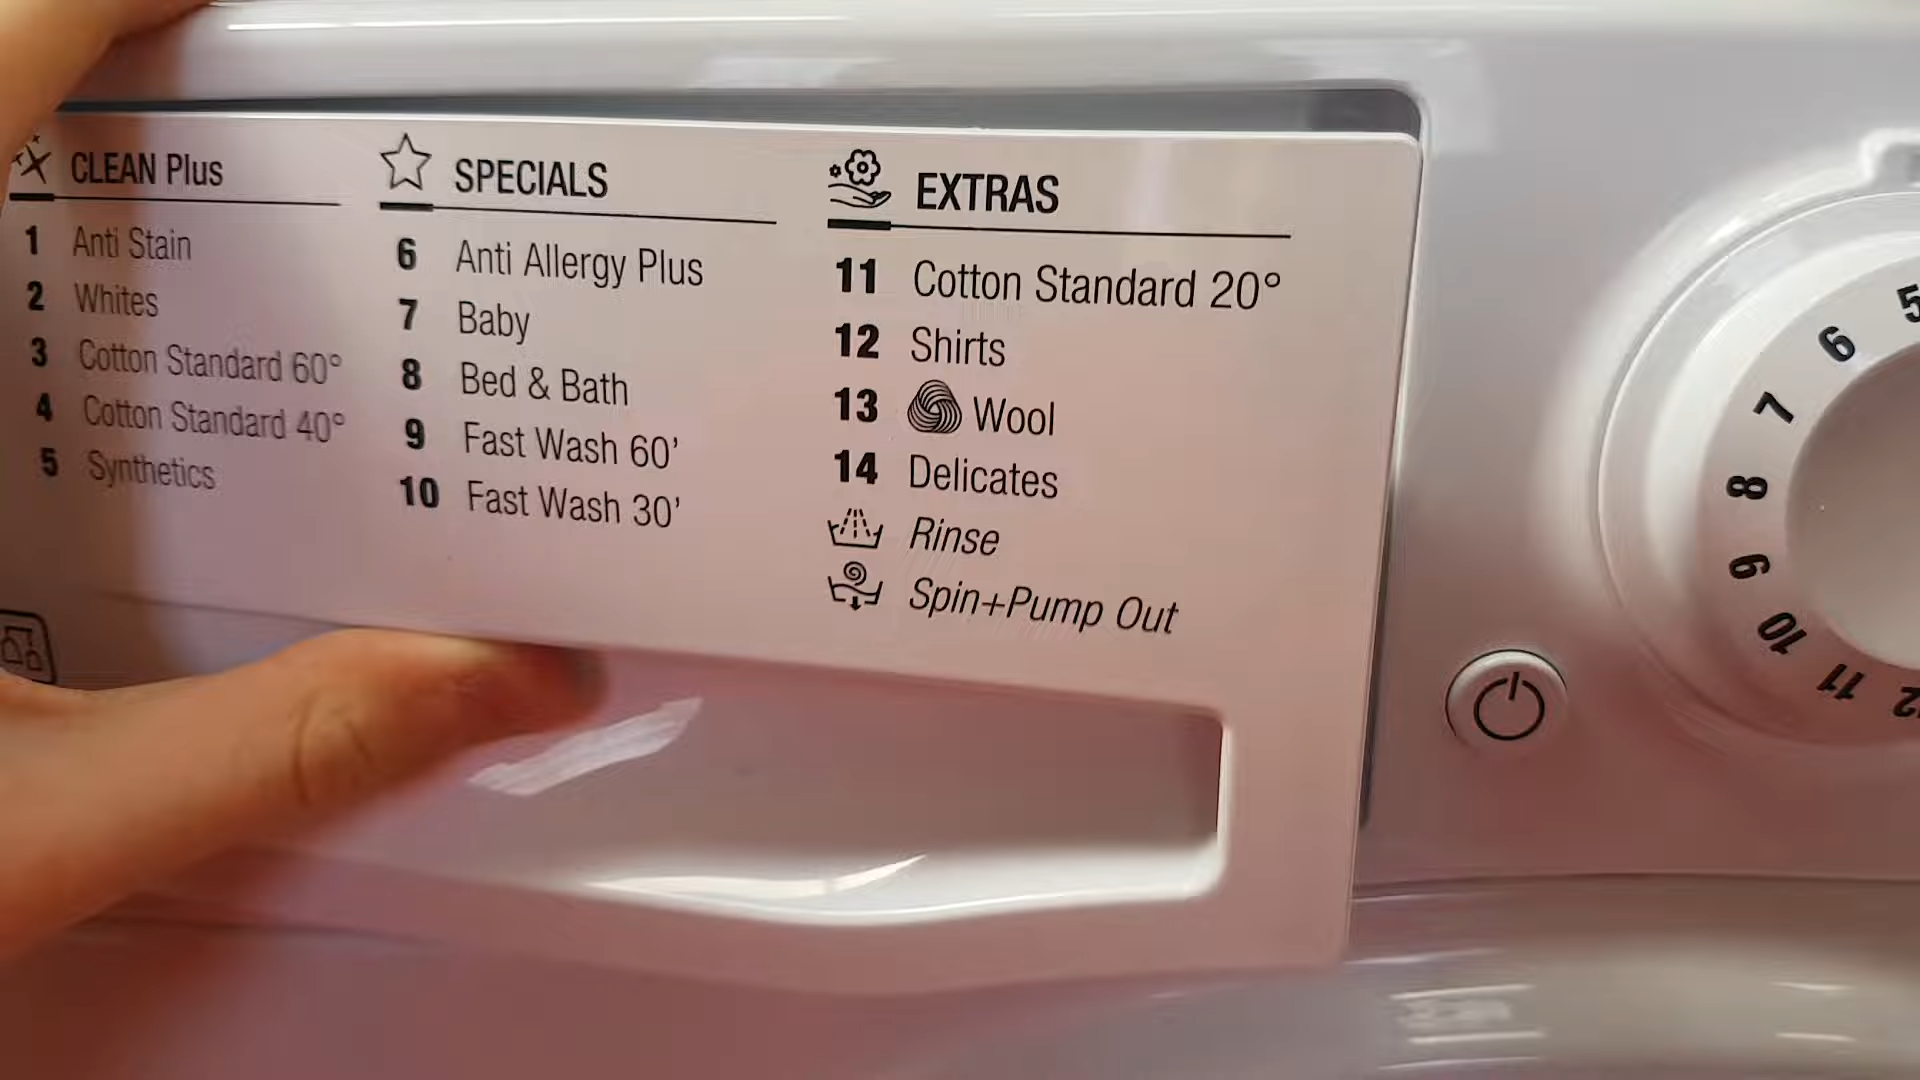 CLEAN Plus
1 Anti Stain
2 Whites
3 Cotton Standard 60°
4 Cotton Standard 40°
5 Synthetics
SPECIALS
6 Anti Allergy Plus
7 Baby
8 Bed & Bath
9 Fast Wash 60’
10 Fast Wash 30’
EXTRAS
11 Cotton Standard 20°
12 Shirts
13 Wool
14 Delicates
Rinse
Spin+Pump Out
5
6
7
8
9
10
11
12